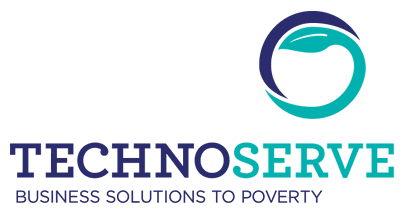 TECHNOSERVE
BUSINESS SOLUTIONS TO POVERTY